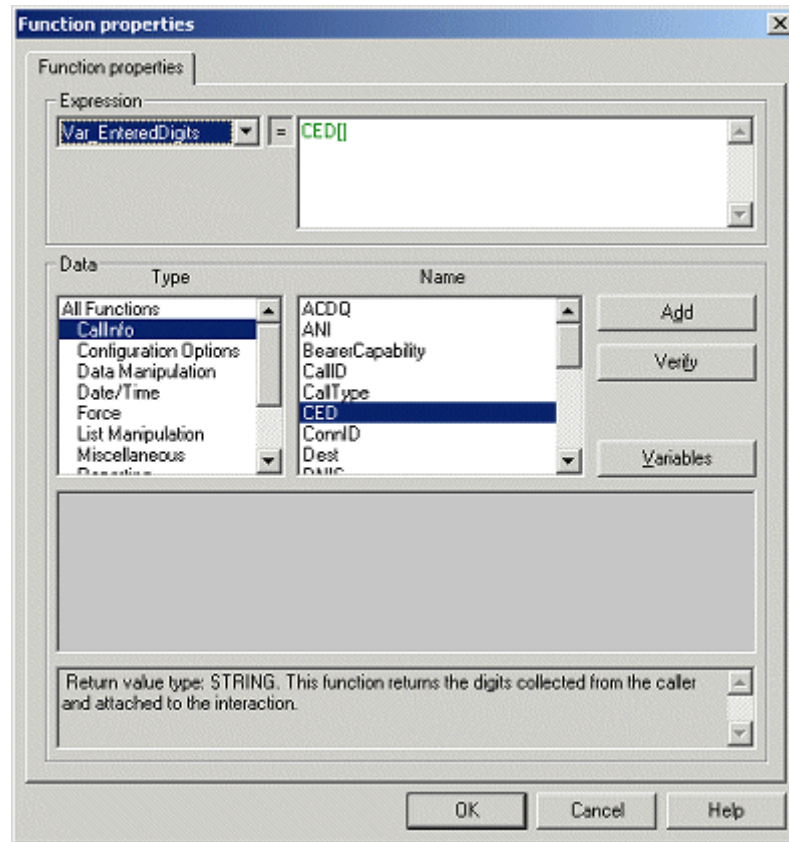 Function properties
Function properties
Expression
Var_EnteredDigits = CED[]
Data
Type Name
All Functions
CallInfo
Configuration Options
Data Manipulation
Date/Time
Force
List Manipulation
Miscellaneous
Reporting
ACDQ
ANI
BearerCapability
CallID
CallType
CED
ConnID
Dest
DNIS
Add
Verify
Variables
Return value type: STRING. This function returns the digits collected from the caller
and attached to the interaction.
OK Cancel Help